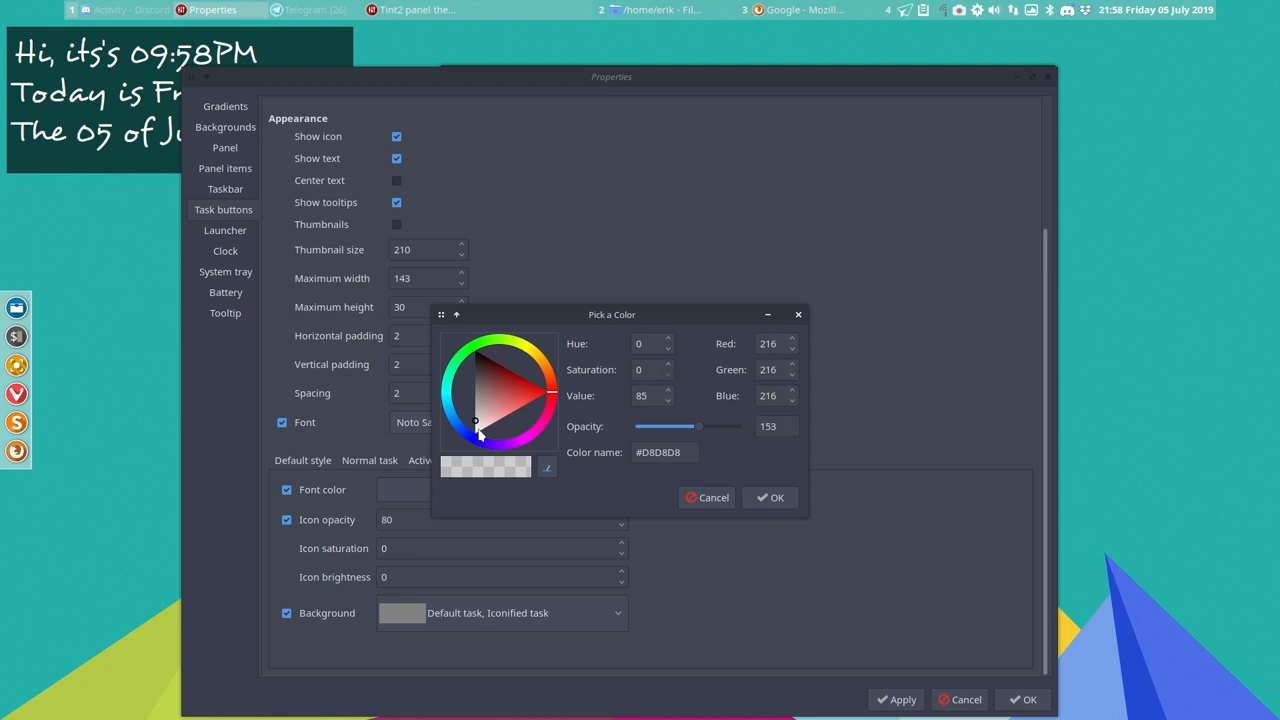 1 Activity - Discord Properties Telegram (26) Tint2 panel the... 2 /home/erik - Fil... 3 Google - Mozill... 4 21:58 Friday 05 July 2019
Hi, its's 09:58PM
Today is Fr
The 05 of Ju
Properties
Gradients
Backgrounds
Panel
Panel items
Taskbar
Task buttons
Launcher
Clock
System tray
Battery
Tooltip
Appearance
Show icon
Show text
Center text
Show tooltips
Thumbnails
Thumbnail size 210
Maximum width 143
Maximum height 30
Horizontal padding 2
Vertical padding 2
Spacing 2
Font Noto Sa
Default style Normal task Activ
Font color
Icon opacity 80
Icon saturation 0
Icon brightness 0
Background Default task, Iconified task
Pick a Color
Hue: 0 Red: 216
Saturation: 0 Green: 216
Value: 85 Blue: 216
Opacity: 153
Color name: #D8D8D8
Cancel OK
Apply Cancel OK